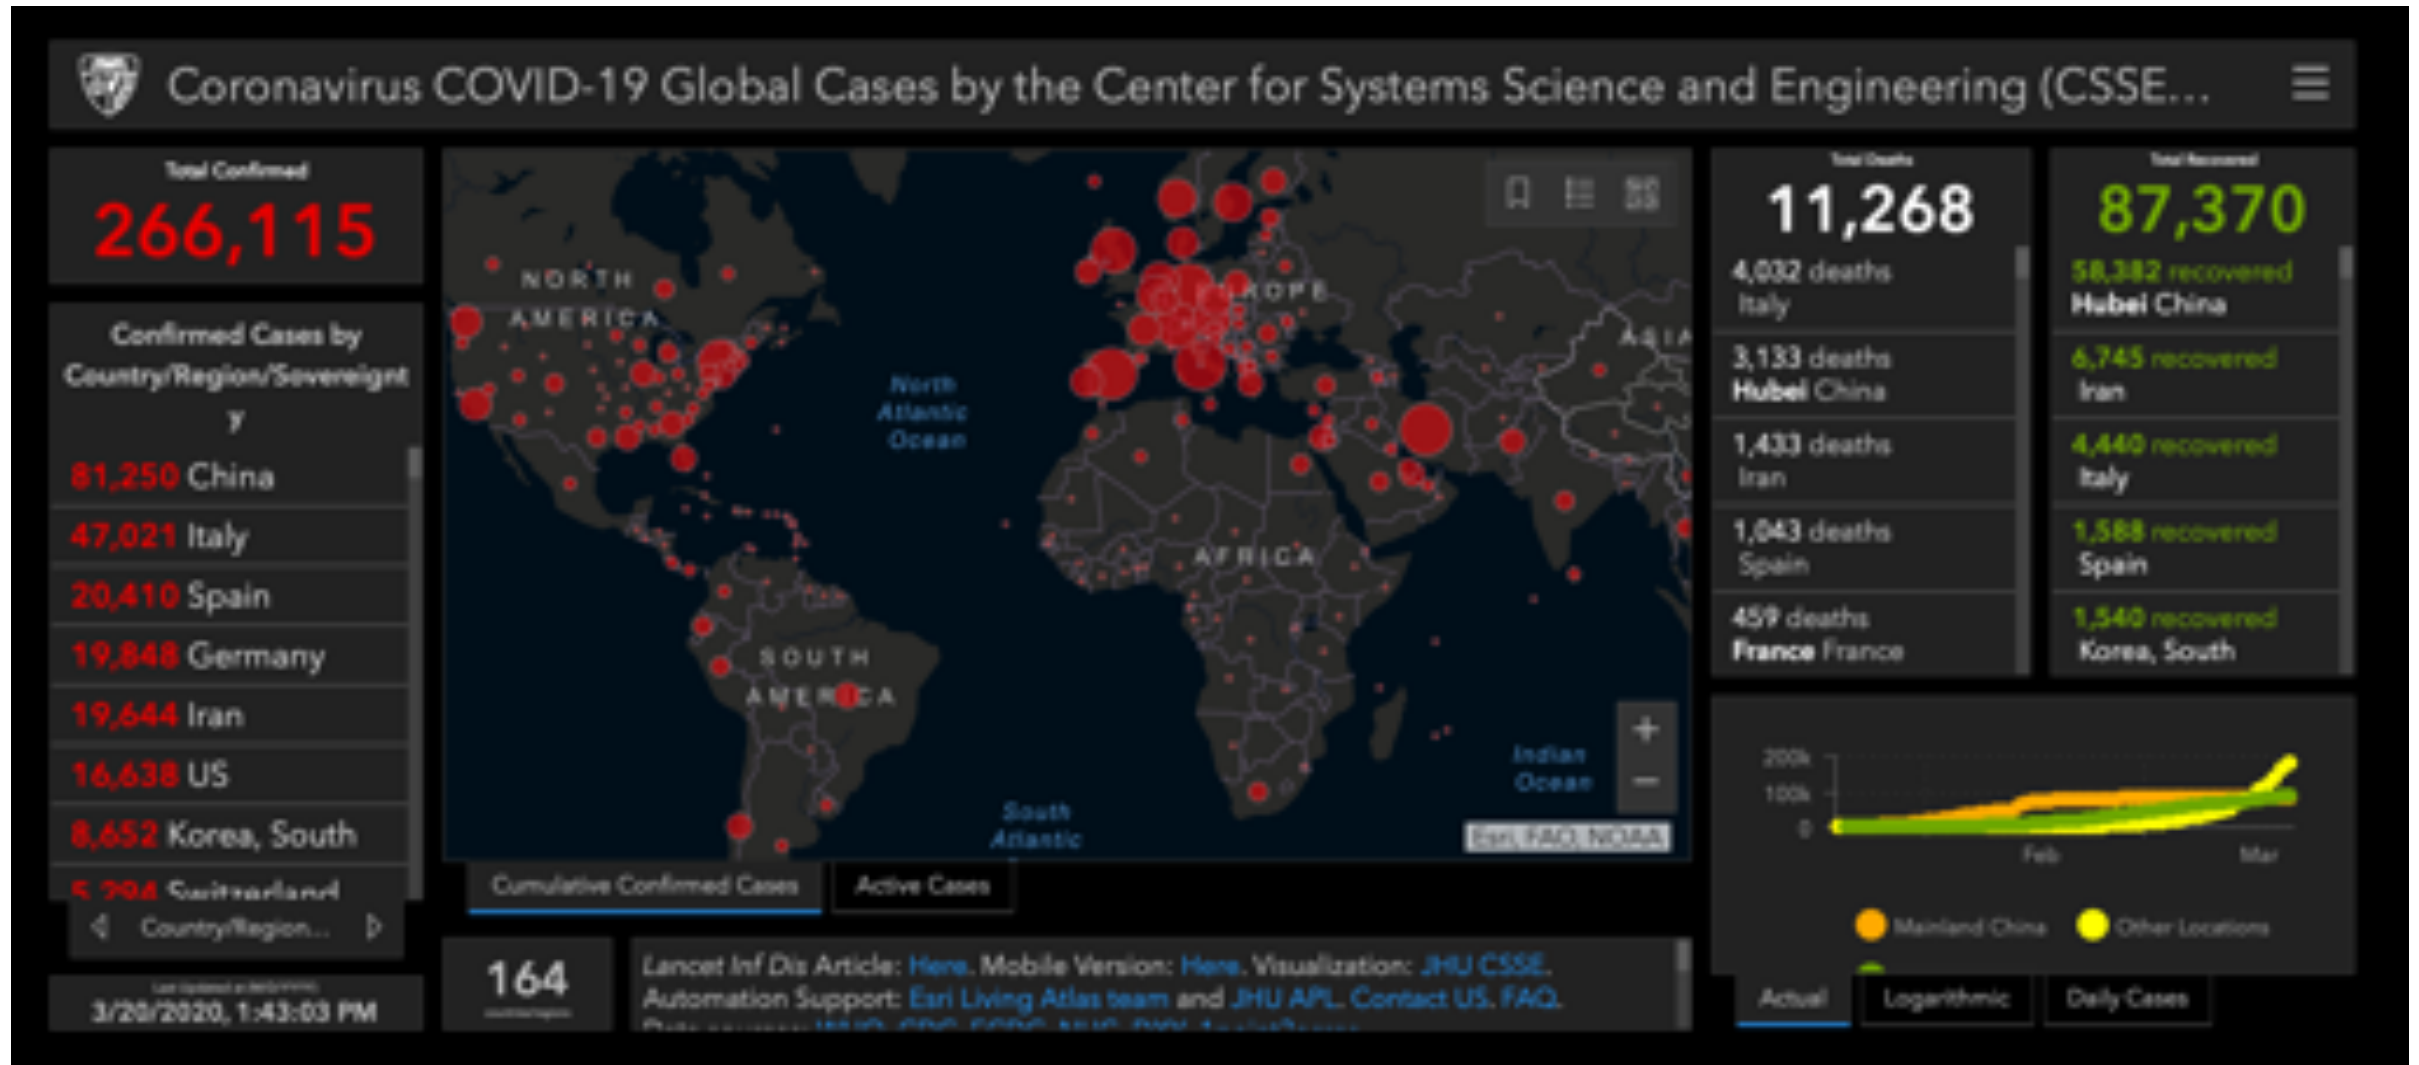 Coronavirus COVID-19 Global Cases by the Center for Systems Science and Engineering (CSSE...
Total Confirmed
266,115
Confirmed Cases by
Country/Region/Sovereignt
y
81,250 China
47,021 Italy
20,410 Spain
19,848 Germany
19,644 Iran
16,638 US
8,652 Korea, South
5,294 Switzerland
Country/Region...
3/20/2020, 1:43:03 PM
NORTH
AMERICA
EUROPE
ASIA
North
Atlantic
Ocean
AFRICA
SOUTH
AMERICA
Indian
Ocean
South
Atlantic
Esri, FAO, NOAA
Cumulative Confirmed Cases
Active Cases
164
countries/regions
Lancet Inf Dis Article: Here. Mobile Version: Here. Visualization: JHU CSSE.
Automation Support: Esri Living Atlas team and JHU APL. Contact US. FAQ.
Total Deaths
11,268
4,032 deaths
Italy
3,133 deaths
Hubei China
1,433 deaths
Iran
1,043 deaths
Spain
459 deaths
France France
Total Recovered
87,370
58,382 recovered
Hubei China
6,745 recovered
Iran
4,440 recovered
Italy
1,588 recovered
Spain
1,540 recovered
Korea, South
200k
100k
0
Feb
Mar
Mainland China
Other Locations
Actual
Logarithmic
Daily Cases